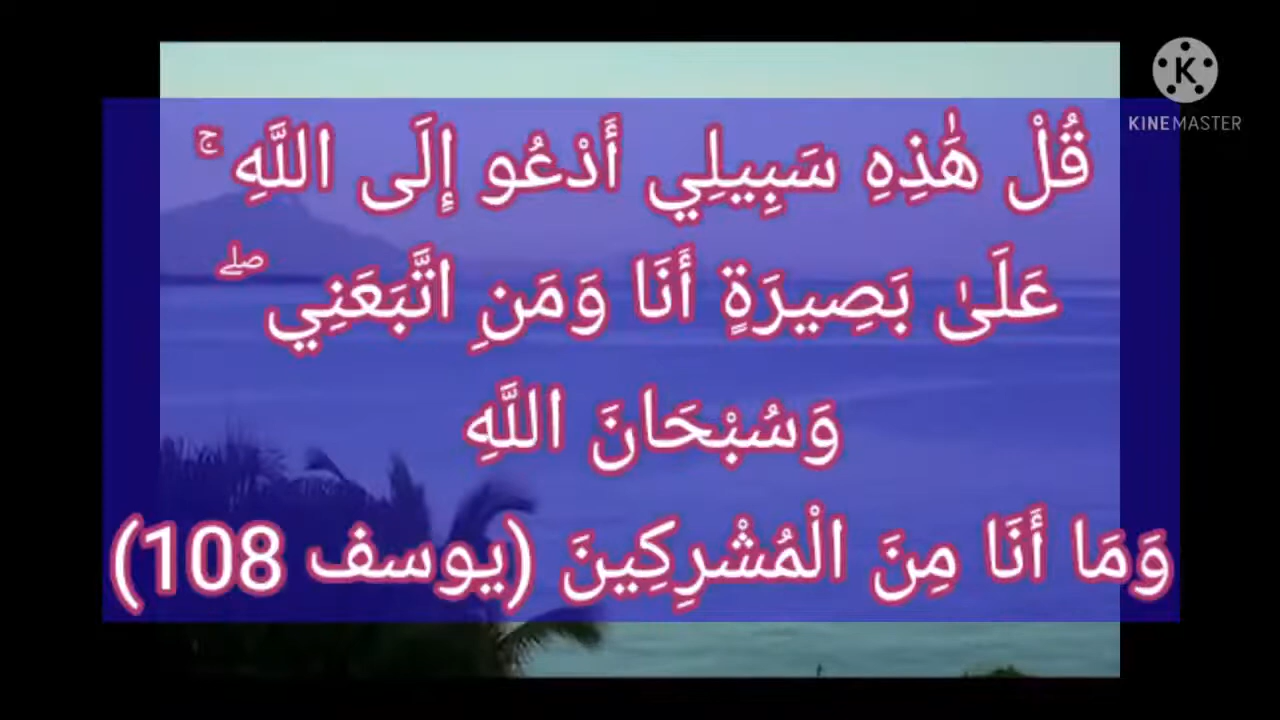 قُلْ هَٰذِهِ سَبِيلِي أَدْعُو إِلَى اللَّهِ ۚ
عَلَىٰ بَصِيرَةٍ أَنَا وَمَنِ اتَّبَعَنِي ۖ
وَسُبْحَانَ اللَّهِ
وَمَا أَنَا مِنَ الْمُشْرِكِينَ (يوسف 108)
K
KINEMASTER